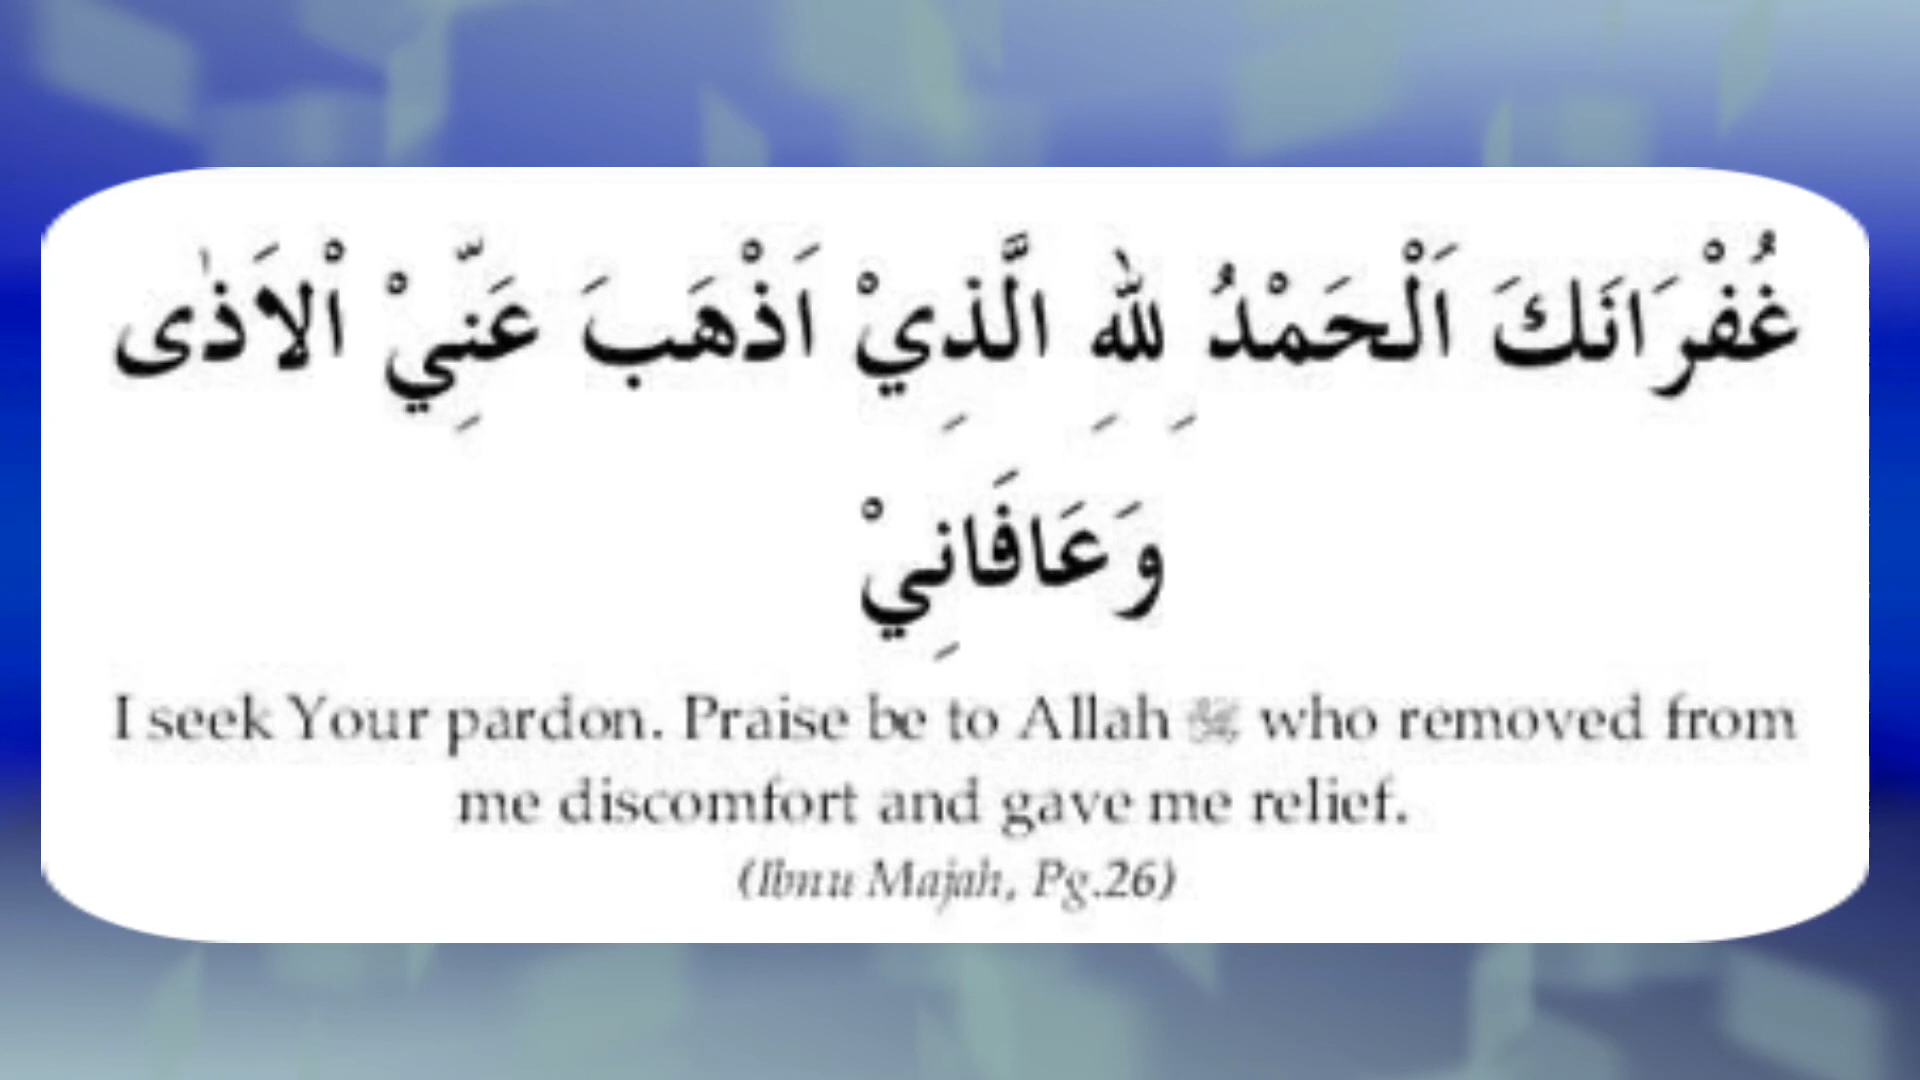 غُفْرَانَكَ اَلْحَمْدُ لِلّٰهِ الَّذِيْ اَذْهَبَ عَنِّيْ اْلاَذٰى
وَعَافَانِيْ
I seek Your pardon. Praise be to Allah who removed from
me discomfort and gave me relief.
(Ibnu Majah, Pg.26)